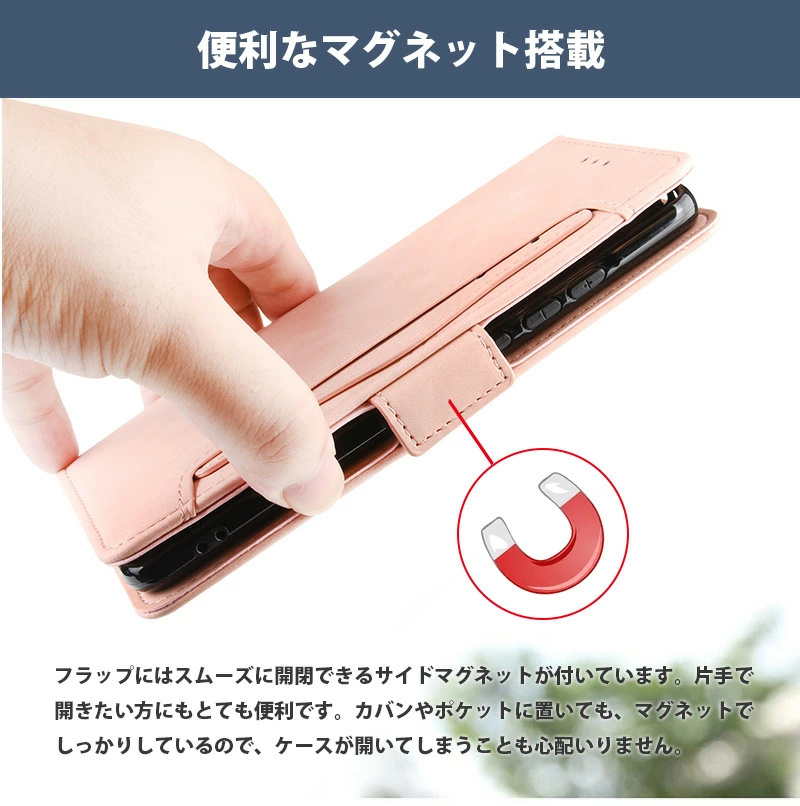 便利なマグネット搭載
フラップにはスムーズに開閉できるサイドマグネットが付いています。片手で
開きたい方にもとても便利です。カバンやポケットに置いても、マグネットで
しっかりしているので、ケースが開いてしまうことも心配いりません。